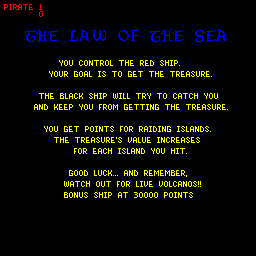 PIRATE 1
0
THE LAW OF THE SEA
YOU CONTROL THE RED SHIP.
YOUR GOAL IS TO GET THE TREASURE.
THE BLACK SHIP WILL TRY TO CATCH YOU
AND KEEP YOU FROM GETTING THE TREASURE.
YOU GET POINTS FOR RAIDING ISLANDS.
THE TREASURE'S VALUE INCREASES
FOR EACH ISLAND YOU HIT.
GOOD LUCK... AND REMEMBER,
WATCH OUT FOR LIVE VOLCANOS!!
BONUS SHIP AT 30000 POINTS